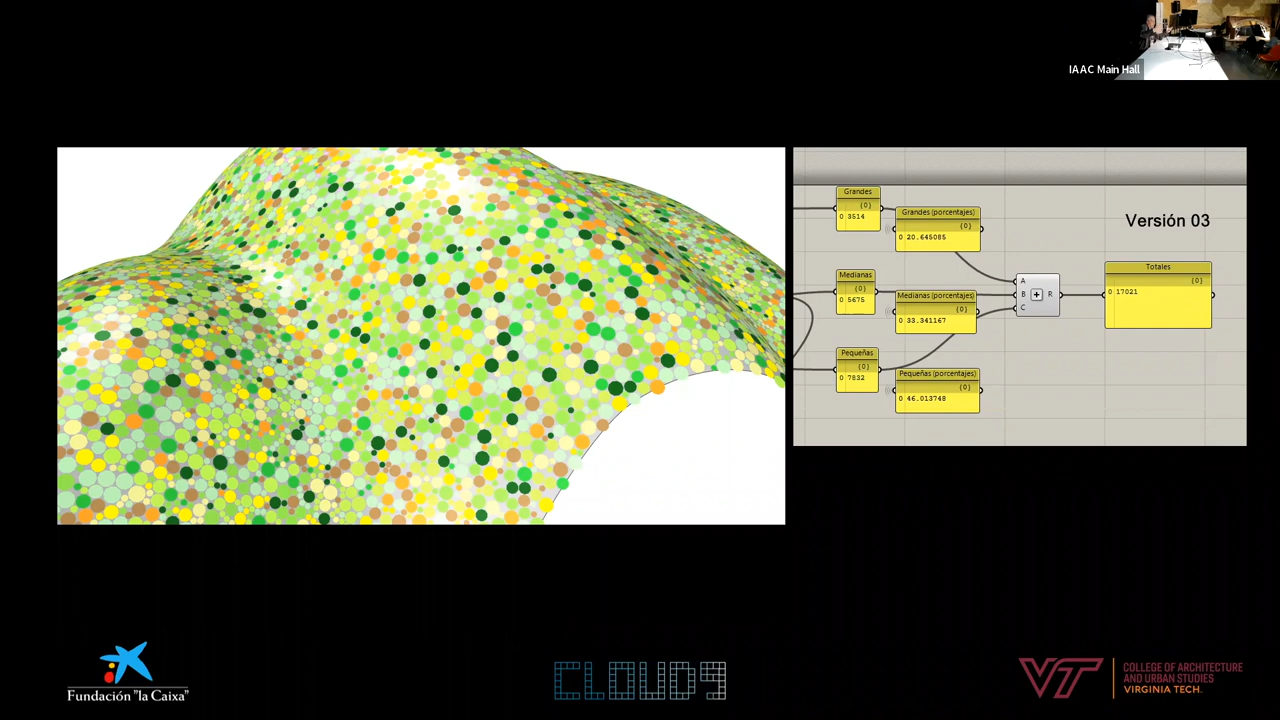 IAAC Main Hall
Grandes
{0}
0 3514
Grandes (porcentajes)
{0}
0 20.645085
Versión 03
Medianas
{0}
0 5675
Medianas (porcentajes)
{0}
0 33.341167
A
B
C
R
Totales
{0}
0 17021
Pequeñas
{0}
0 7832
Pequeñas (porcentajes)
{0}
0 46.013748
Fundación "la Caixa"
CLOUD9
VT
COLLEGE OF ARCHITECTURE
AND URBAN STUDIES
VIRGINIA TECH.